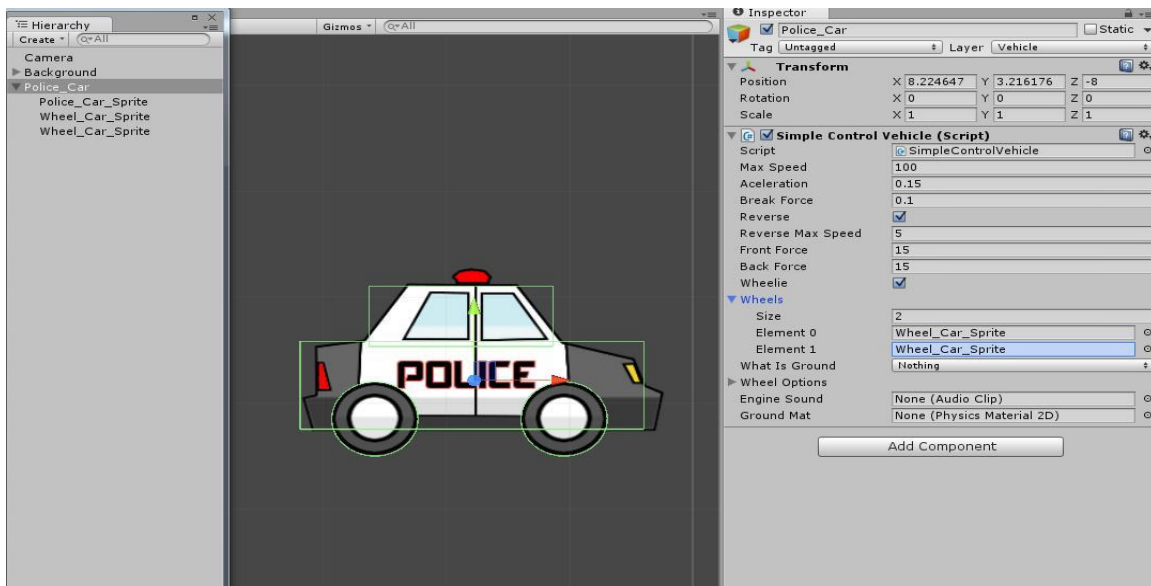 Hierarchy
Create
All
Camera
Background
Police_Car
Police_Car_Sprite
Wheel_Car_Sprite
Wheel_Car_Sprite
Gizmos
All
POLICE
Inspector
Police_Car Static
Tag Untagged Layer Vehicle
Transform
Position X 8.224647 Y 3.216176 Z -8
Rotation X 0 Y 0 Z 0
Scale X 1 Y 1 Z 1
Simple Control Vehicle (Script)
Script SimpleControlVehicle
Max Speed 100
Aceleration 0.15
Break Force 0.1
Reverse
Reverse Max Speed 5
Front Force 15
Back Force 15
Wheelie
Wheels
Size 2
Element 0 Wheel_Car_Sprite
Element 1 Wheel_Car_Sprite
What Is Ground Nothing
Wheel Options
Engine Sound None (Audio Clip)
Ground Mat None (Physics Material 2D)
Add Component